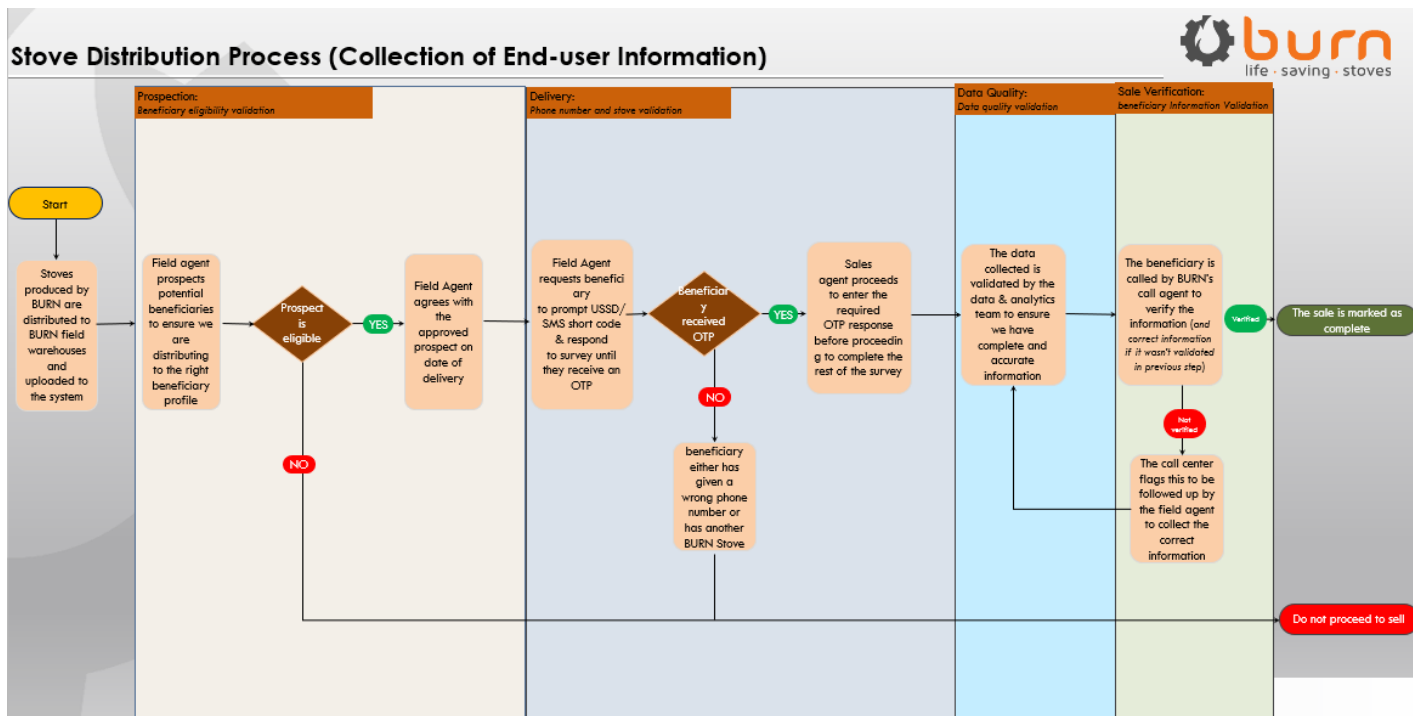 Stove Distribution Process (Collection of End-user Information)
burn
life · saving · stoves
Prospection:
Beneficiary eligibility validation
Delivery:
Phone number and stove validation
Data Quality:
Data quality validation
Sale Verification:
beneficiary Information Validation
Start
Stoves
produced by
BURN are
distributed to
BURN field
warehouses
and
uploaded to
the system
Field agent
prospects
potential
beneficiaries
to ensure we
are
distributing
to the right
beneficiary
profile
Prospect
is
eligible
YES
NO
Field Agent
agrees with
the
approved
prospect on
date of
delivery
Field Agent
requests benefici
ary
to prompt USSD/
SMS short code
& respond
to survey until
they receive an
OTP
Beneficiar
y
received
OTP
YES
NO
beneficiary
either has
given a
wrong phone
number or
has another
BURN Stove
Sales
agent proceeds
to enter the
required
OTP response
before proceedin
g to complete the
rest of the survey
The data
collected is
validated by the
data & analytics
team to ensure
we have
complete and
accurate
information
The beneficiary is
called by BURN's
call agent to
verify the
information (and
correct information
if it wasn't validated
in previous step)
Verified
Not
verified
The call center
flags this to be
followed up by
the field agent
to collect the
correct
information
The sale is marked as
complete
Do not proceed to sell